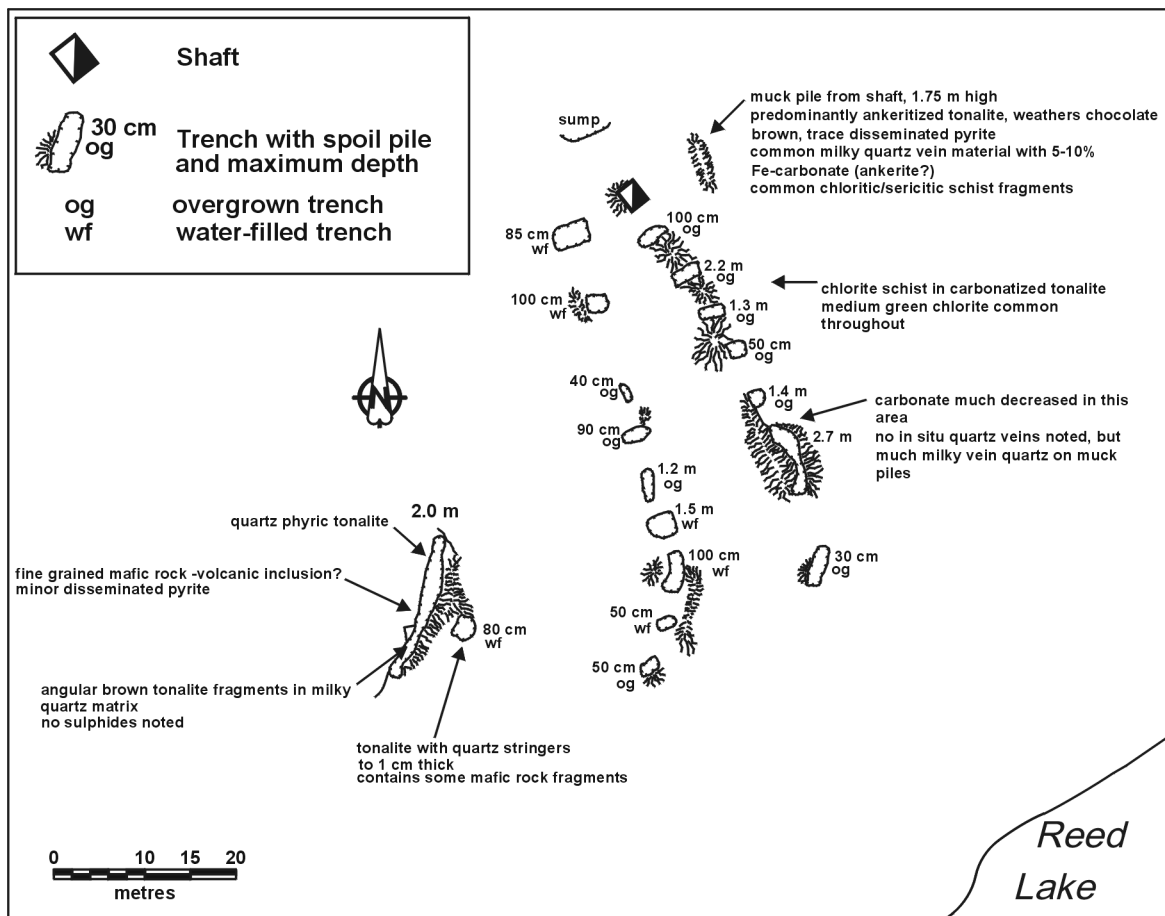 Shaft
30 cm
og
Trench with spoil pile
and maximum depth
og overgrown trench
wf water-filled trench
sump
muck pile from shaft, 1.75 m high
predominantly ankeritized tonalite, weathers chocolate
brown, trace disseminated pyrite
common milky quartz vein material with 5-10%
Fe-carbonate (ankerite?)
common chloritic/sericitic schist fragments
85 cm
wf
100 cm
og
2.2 m
og
100 cm
wf
1.3 m
og
50 cm
og
chlorite schist in carbonatized tonalite
medium green chlorite common
throughout
N
40 cm
og
1.4 m
og
90 cm
og
2.7 m
carbonate much decreased in this
area
no in situ quartz veins noted, but
much milky vein quartz on muck
piles
1.2 m
og
1.5 m
wf
100 cm
wf
30 cm
og
50 cm
wf
50 cm
og
2.0 m
quartz phyric tonalite
fine grained mafic rock -volcanic inclusion?
minor disseminated pyrite
80 cm
wf
angular brown tonalite fragments in milky
quartz matrix
no sulphides noted
tonalite with quartz stringers
to 1 cm thick
contains some mafic rock fragments
0 10 15 20
metres
Reed
Lake